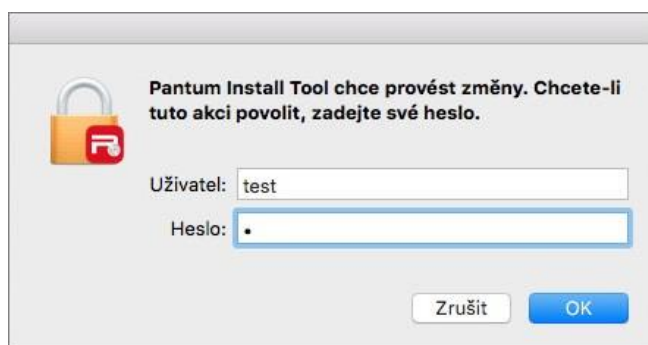 Pantum Install Tool chce provést změny. Chcete-li
tuto akci povolit, zadejte své heslo.
Uživatel: test
Heslo: •
Zrušit OK